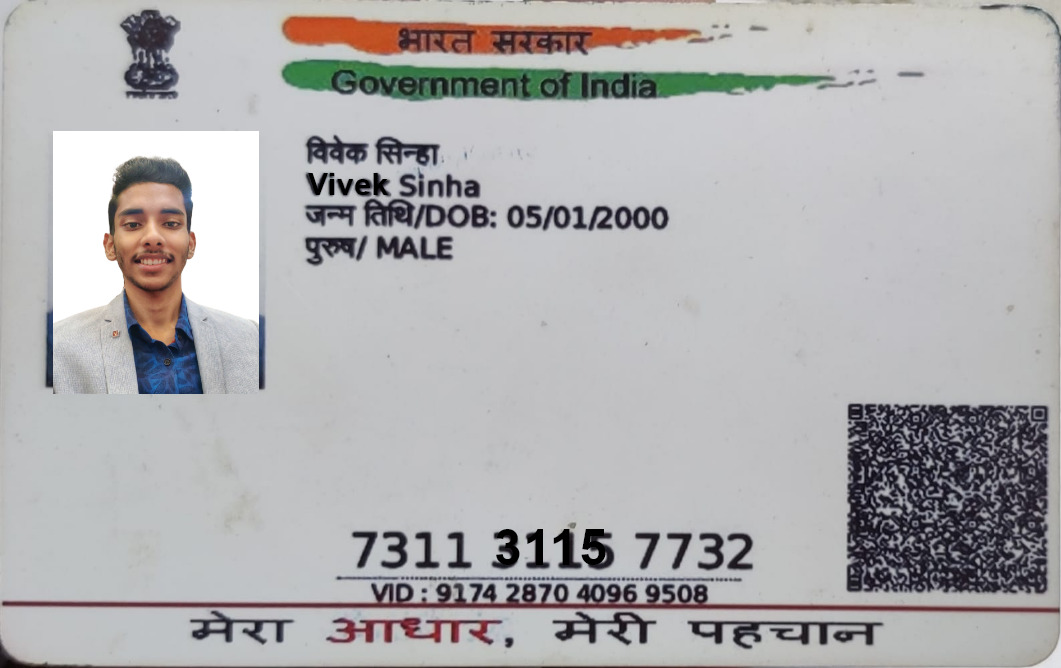 भारत सरकार
Government of India
विवेक सिन्हा
Vivek Sinha
जन्म तिथि/DOB: 05/01/2000
पुरुष/ MALE
7311 3115 7732
VID : 9174 2870 4096 9508
मेरा आधार, मेरी पहचान